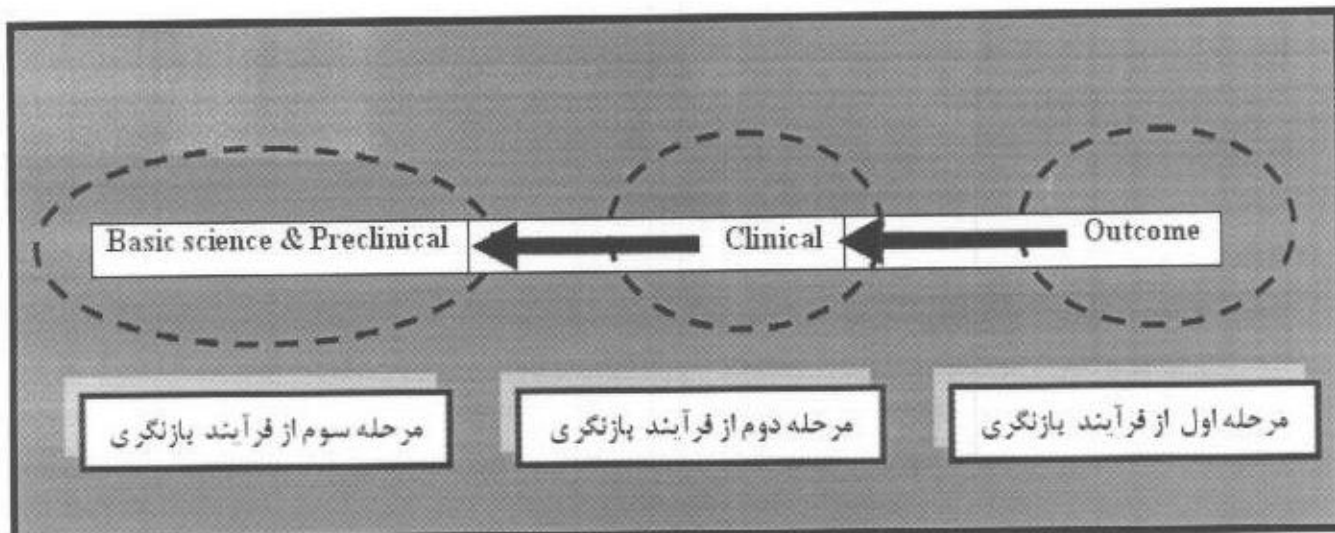 Basic science & Preclinical
Clinical
Outcome
مرحله اول از فرآیند بازنگری
مرحله دوم از فرآیند بازنگری
مرحله سوم از فرآیند بازنگری